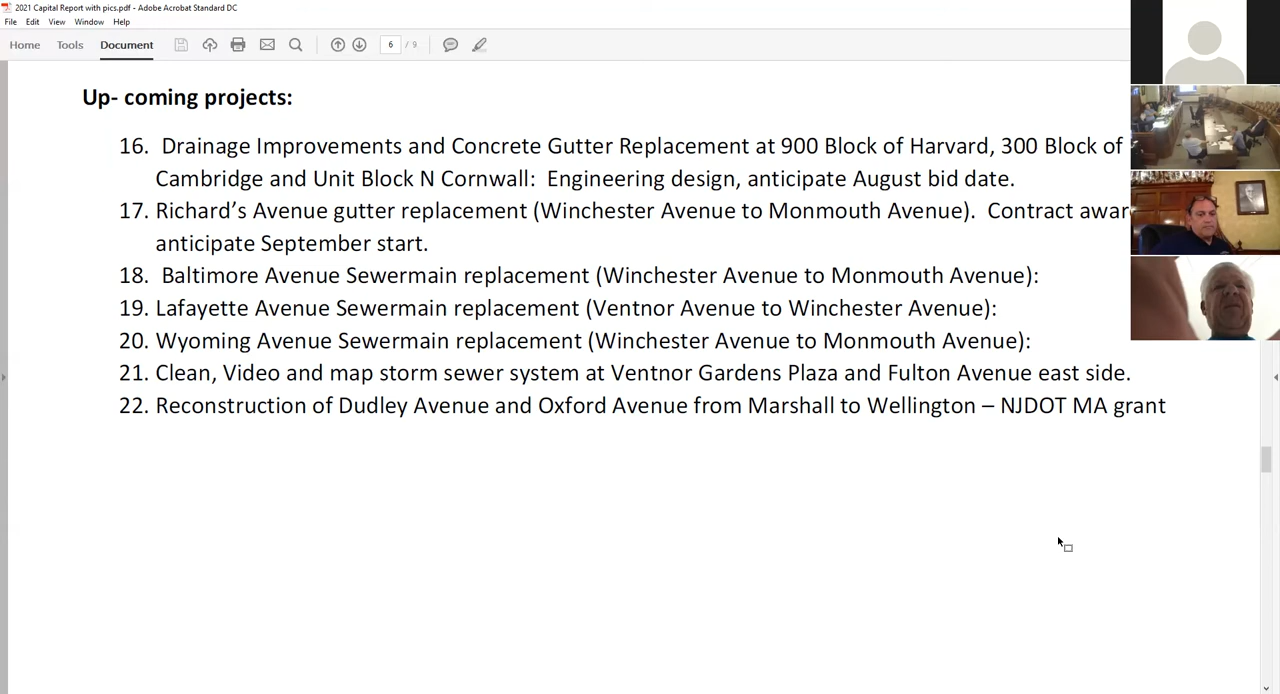 2021 Capital Report with pics.pdf - Adobe Acrobat Standard DC
File Edit View Window Help
Home Tools Document 6 / 9
Up- coming projects:
16. Drainage Improvements and Concrete Gutter Replacement at 900 Block of Harvard, 300 Block of
Cambridge and Unit Block N Cornwall: Engineering design, anticipate August bid date.
17. Richard’s Avenue gutter replacement (Winchester Avenue to Monmouth Avenue). Contract awar
anticipate September start.
18. Baltimore Avenue Sewermain replacement (Winchester Avenue to Monmouth Avenue):
19. Lafayette Avenue Sewermain replacement (Ventnor Avenue to Winchester Avenue):
20. Wyoming Avenue Sewermain replacement (Winchester Avenue to Monmouth Avenue):
21. Clean, Video and map storm sewer system at Ventnor Gardens Plaza and Fulton Avenue east side.
22. Reconstruction of Dudley Avenue and Oxford Avenue from Marshall to Wellington – NJDOT MA grant